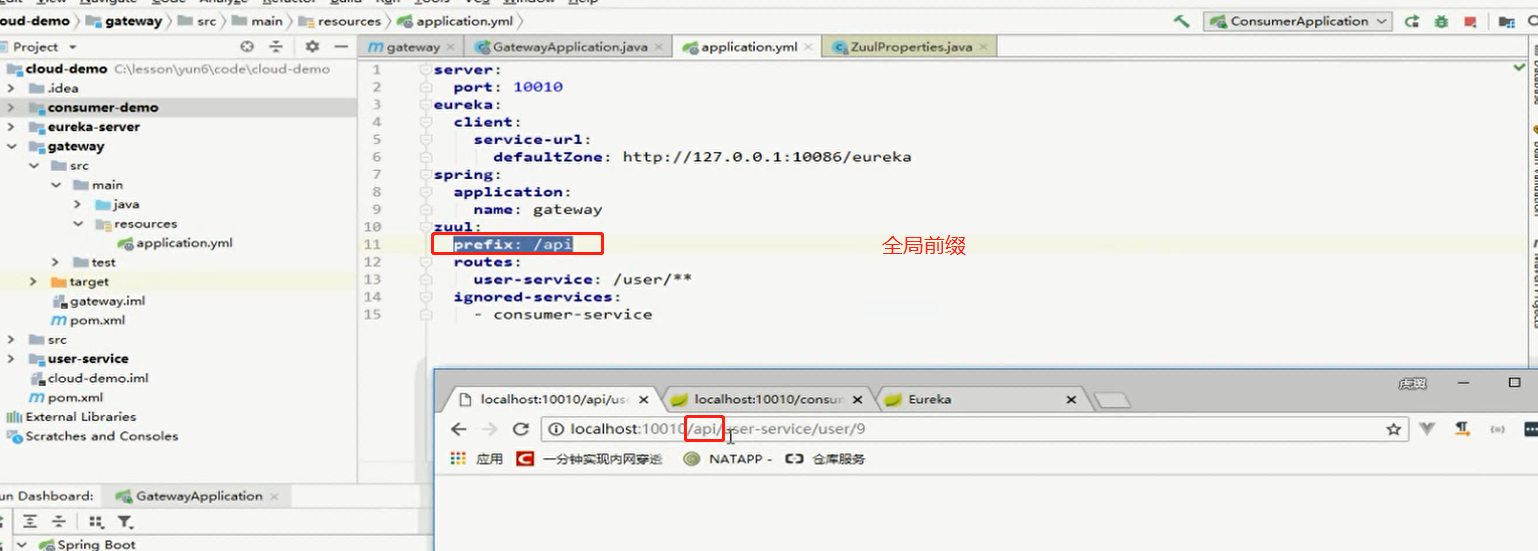 oud-demo gateway src main resources application.yml ConsumerApplication
Project
gateway GatewayApplication.java application.yml ZuulProperties.java
cloud-demo C:\lesson\yun6\code\cloud-demo
.idea
consumer-demo
eureka-server
gateway
src
main
java
resources
application.yml
test
target
gateway.iml
pom.xml
src
user-service
cloud-demo.iml
pom.xml
External Libraries
Scratches and Consoles
1 server:
2 port: 10010
3 eureka:
4 client:
5 service-url:
6 defaultZone: http://127.0.0.1:10086/eureka
7 spring:
8 application:
9 name: gateway
10 zuul:
11 prefix: /api
全局前缀
12 routes:
13 user-service: /user/**
14 ignored-services:
15 - consumer-service
localhost:10010/api/us localhost:10010/consun Eureka
localhost:10010/api/user-service/user/9
应用 一分钟实现内网穿透 NATAPP - 仓库服务
un Dashboard: GatewayApplication
Spring Boot